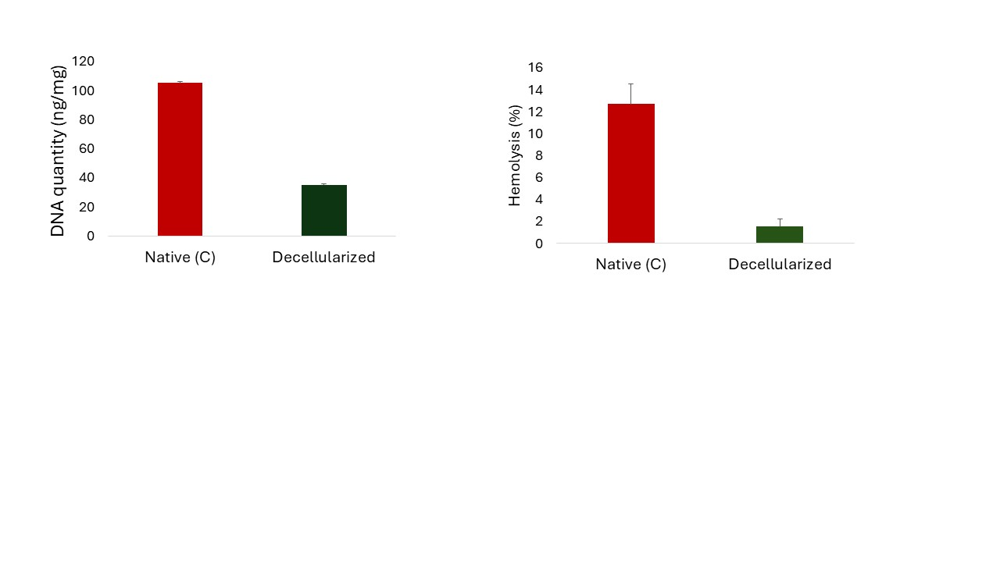 DNA quantity (ng/mg)
120
100
80
60
40
20
0
Native (C)
Decellularized
Hemolysis (%)
16
14
12
10
8
6
4
2
0
Native (C)
Decellularized